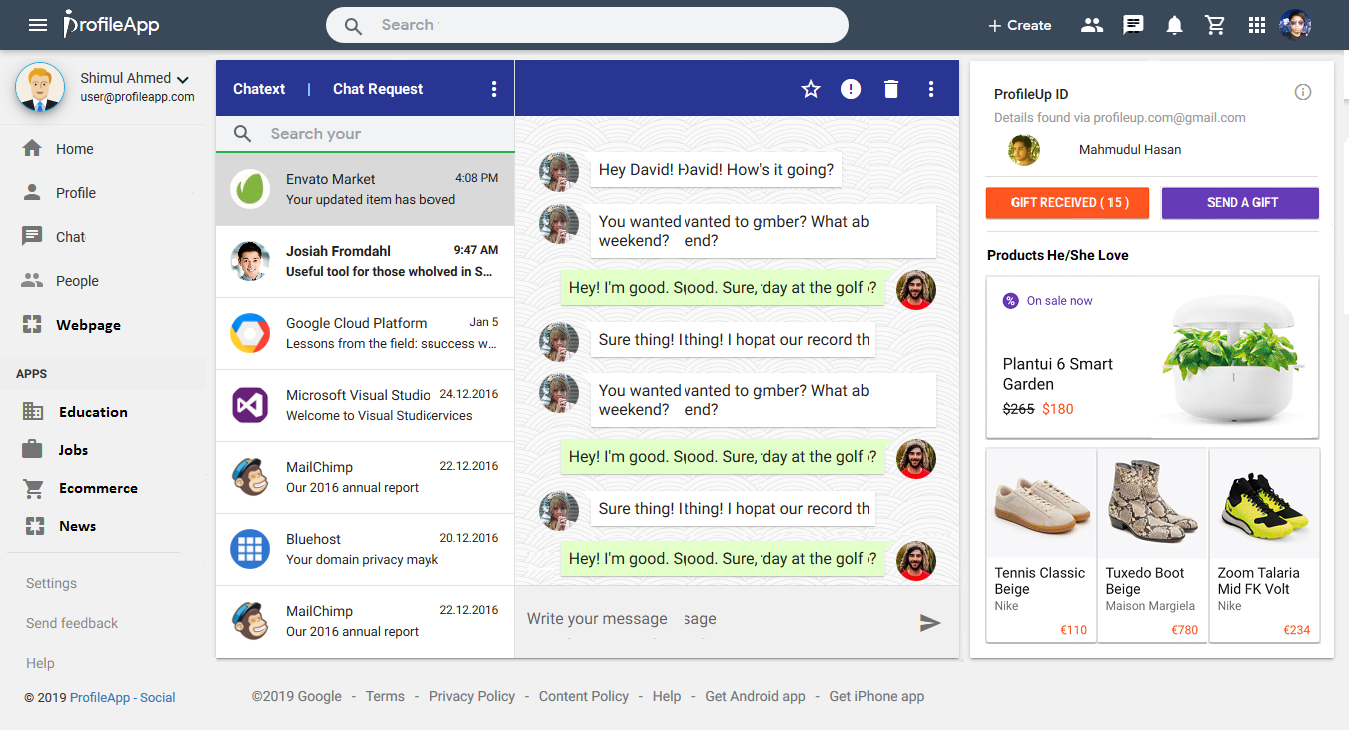 ProfileApp
Search
+ Create
Shimul Ahmed
user@profileapp.com
Home
Profile
Chat
People
Webpage
APPS
Education
Jobs
Ecommerce
News
Settings
Send feedback
Help
© 2019 ProfileApp - Social
Chatext | Chat Request
Search your
Envato Market 4:08 PM
Your updated item has boved
Josiah Fromdahl 9:47 AM
Useful tool for those wholved in S...
Google Cloud Platform Jan 5
Lessons from the field: ssuccess w...
Microsoft Visual Studio 24.12.2016
Welcome to Visual Studicervices
MailChimp 22.12.2016
Our 2016 annual report
Bluehost 20.12.2016
Your domain privacy mayk
MailChimp 22.12.2016
Our 2016 annual report
Hey David! Havid! How's it going?
You wanted vanted to gmber? What ab
weekend? end?
Hey! I'm good. Spood. Sure, 'day at the golf ?
Sure thing! I thing! I hopat our record th
You wanted vanted to gmber? What ab
weekend? end?
Hey! I'm good. Spood. Sure, 'day at the golf ?
Sure thing! I thing! I hopat our record th
Hey! I'm good. Spood. Sure, 'day at the golf ?
Write your message sage
ProfileUp ID
Details found via profileup.com@gmail.com
Mahmudul Hasan
GIFT RECEIVED ( 15 )
SEND A GIFT
Products He/She Love
% On sale now
Plantui 6 Smart
Garden
$265 $180
Tennis Classic
Beige
Nike
€110
Tuxedo Boot
Beige
Maison Margiela
€780
Zoom Talaria
Mid FK Volt
Nike
€234
©2019 Google - Terms - Privacy Policy - Content Policy - Help - Get Android app - Get iPhone app